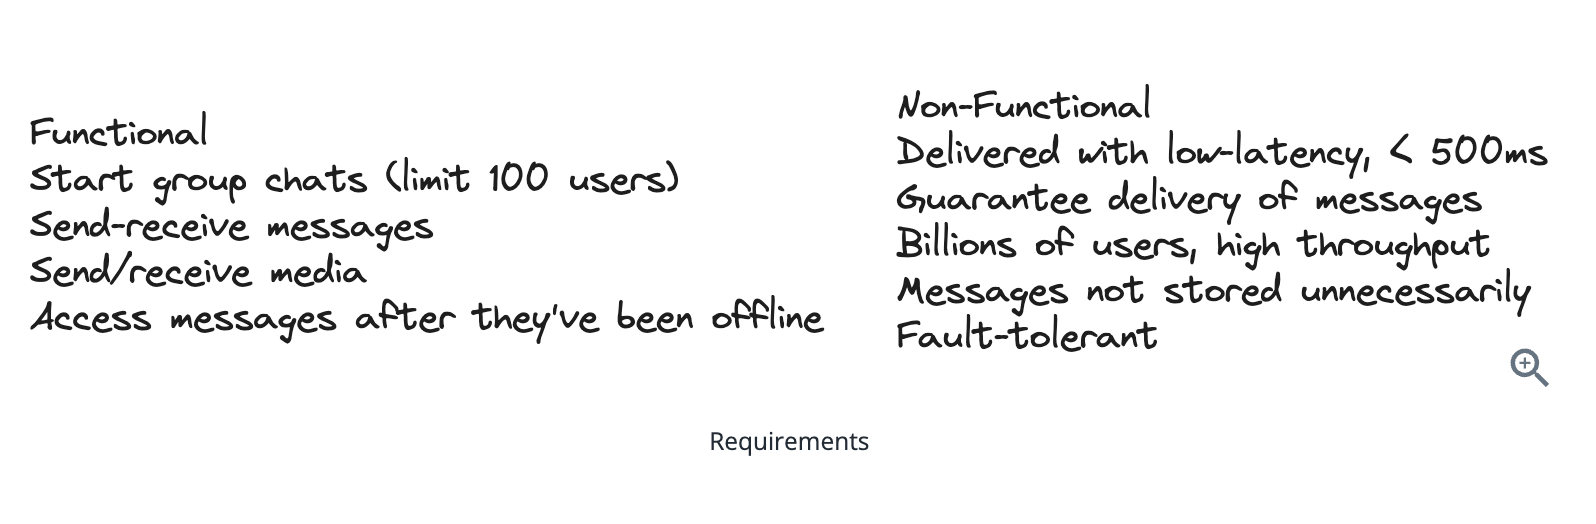 Functional
Start group chats (limit 100 users)
Send-receive messages
Send/receive media
Access messages after they've been offline
Non-Functional
Delivered with low-latency, < 500ms
Guarantee delivery of messages
Billions of users, high throughput
Messages not stored unnecessarily
Fault-tolerant
Requirements